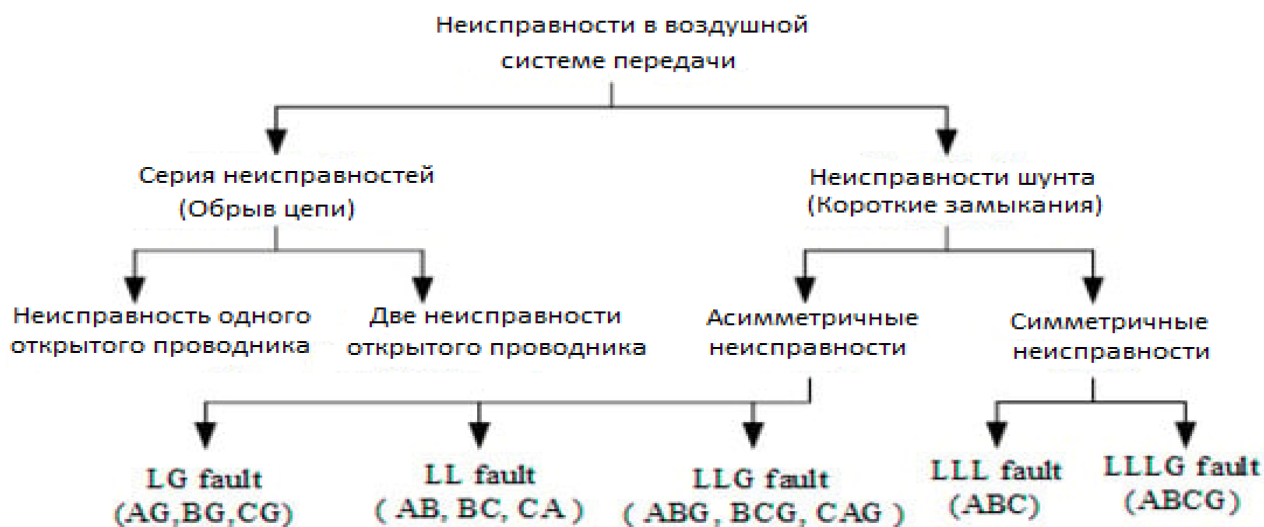 Неисправности в воздушной
системе передачи
Серия неисправностей
(Обрыв цепи)
Неисправности шунта
(Короткие замыкания)
Неисправность одного
открытого проводника
Две неисправности
открытого проводника
Асимметричные
неисправности
Симметричные
неисправности
LG fault
(AG,BG,CG)
LL fault
( AB, BC, CA )
LLG fault
( ABG, BCG, CAG )
LLL fault
(ABC)
LLLG fault
(ABCG)